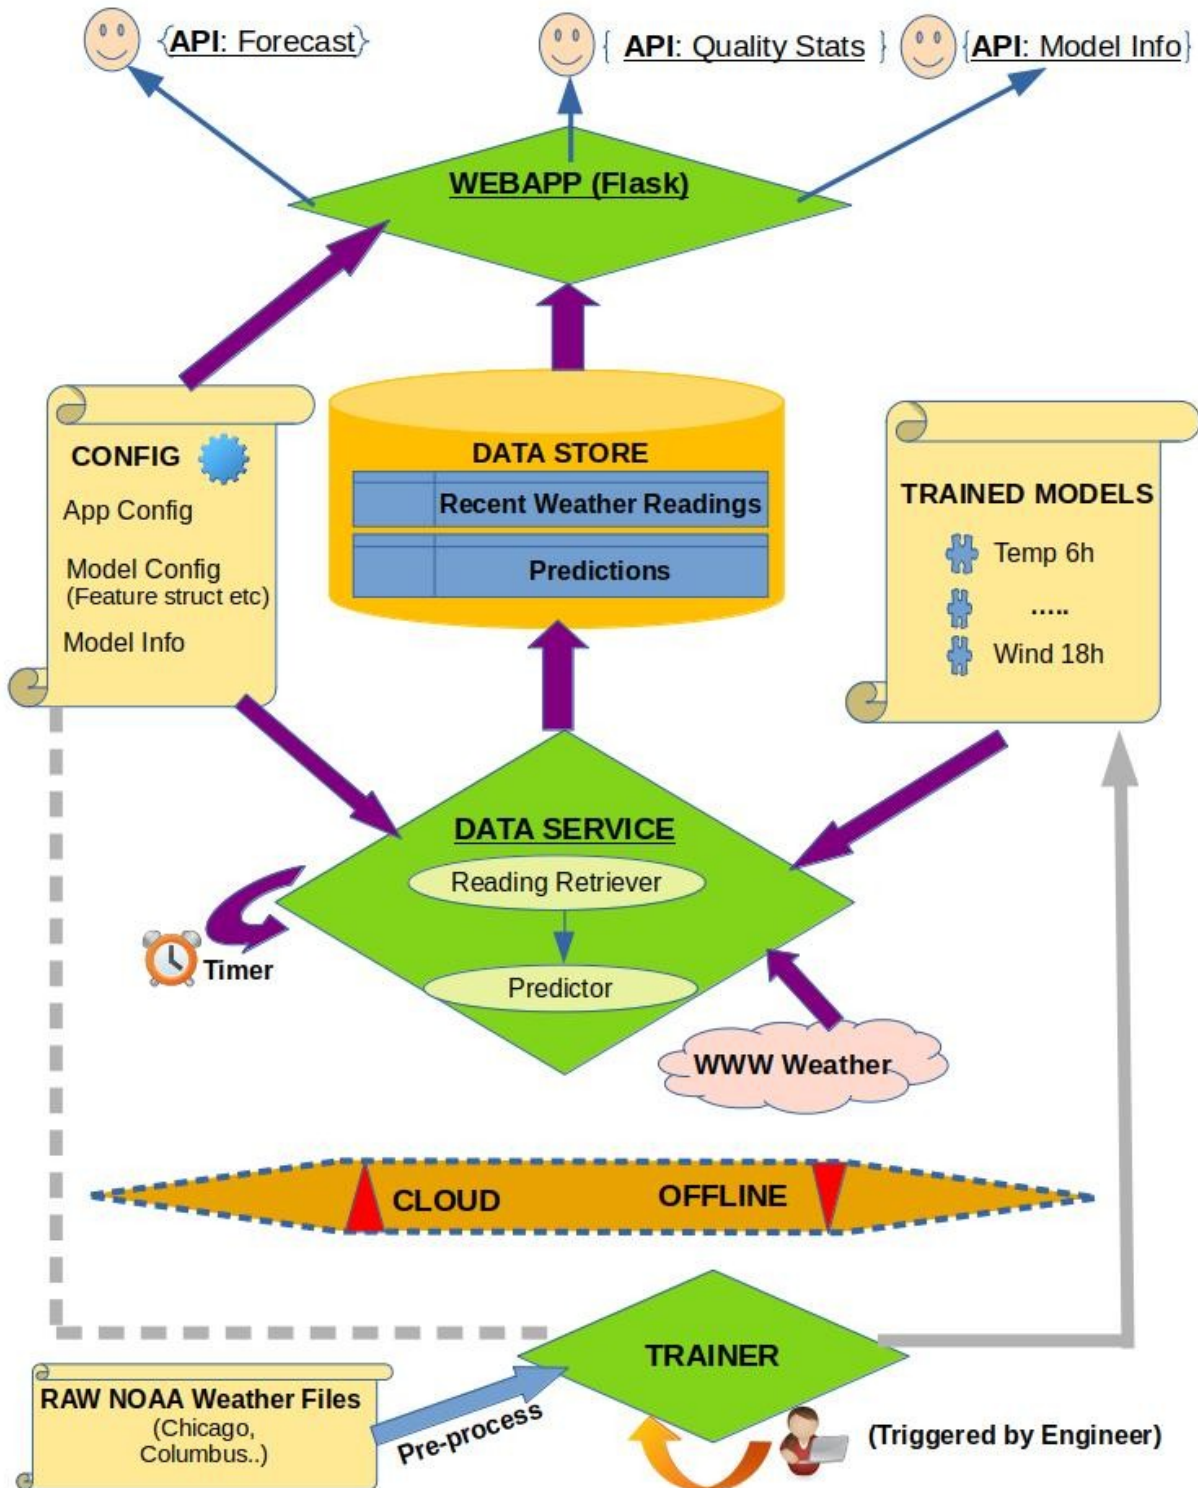 {API: Forecast}
{ API: Quality Stats }
{API: Model Info}
WEBAPP (Flask)
CONFIG
App Config
Model Config
(Feature struct etc)
Model Info
DATA STORE
Recent Weather Readings
Predictions
TRAINED MODELS
Temp 6h
.....
Wind 18h
DATA SERVICE
Reading Retriever
Predictor
Timer
WWW Weather
CLOUD
OFFLINE
TRAINER
RAW NOAA Weather Files
(Chicago,
Columbus..)
Pre-process
(Triggered by Engineer)